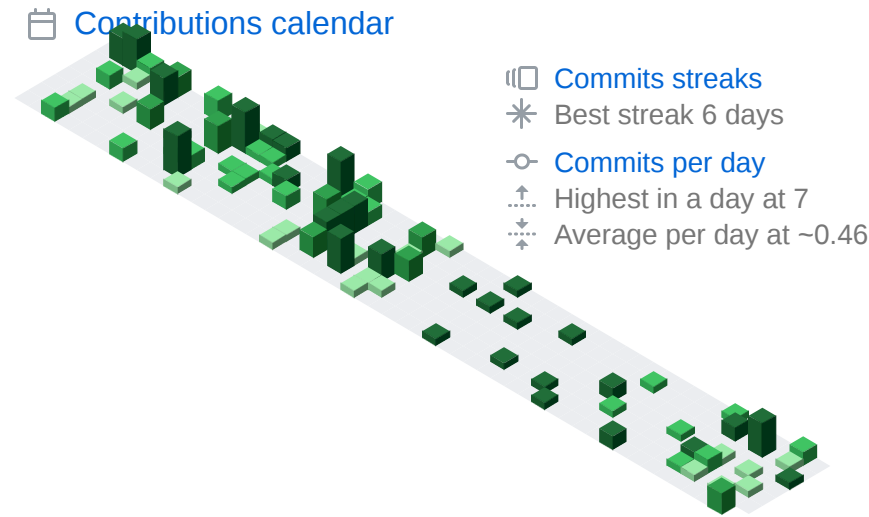 Contributions calendar
Commits streaks
Best streak 6 days
Commits per day
Highest in a day at 7
Average per day at ~0.46